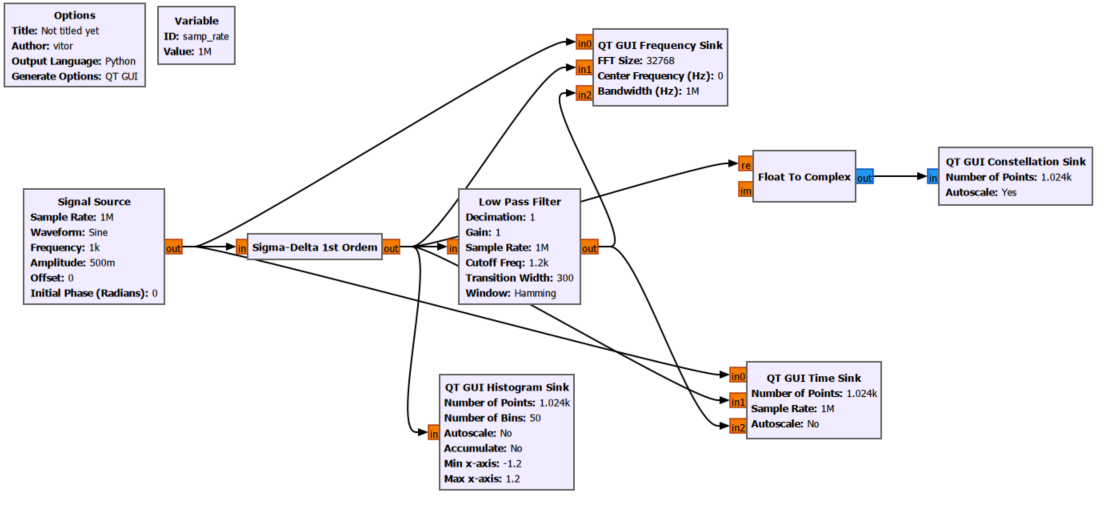 Options
Title: Not titled yet
Author: vitor
Output Language: Python
Generate Options: QT GUI
Variable
ID: samp_rate
Value: 1M
in0
in1
in2
QT GUI Frequency Sink
FFT Size: 32768
Center Frequency (Hz): 0
Bandwidth (Hz): 1M
re
im
Float To Complex
out
in
QT GUI Constellation Sink
Number of Points: 1.024k
Autoscale: Yes
Signal Source
Sample Rate: 1M
Waveform: Sine
Frequency: 1k
Amplitude: 500m
Offset: 0
Initial Phase (Radians): 0
out
in
Sigma-Delta 1st Ordem
out
in
Low Pass Filter
Decimation: 1
Gain: 1
Sample Rate: 1M
Cutoff Freq: 1.2k
Transition Width: 300
Window: Hamming
out
in
QT GUI Histogram Sink
Number of Points: 1.024k
Number of Bins: 50
Autoscale: No
Accumulate: No
Min x-axis: -1.2
Max x-axis: 1.2
in0
in1
in2
QT GUI Time Sink
Number of Points: 1.024k
Sample Rate: 1M
Autoscale: No